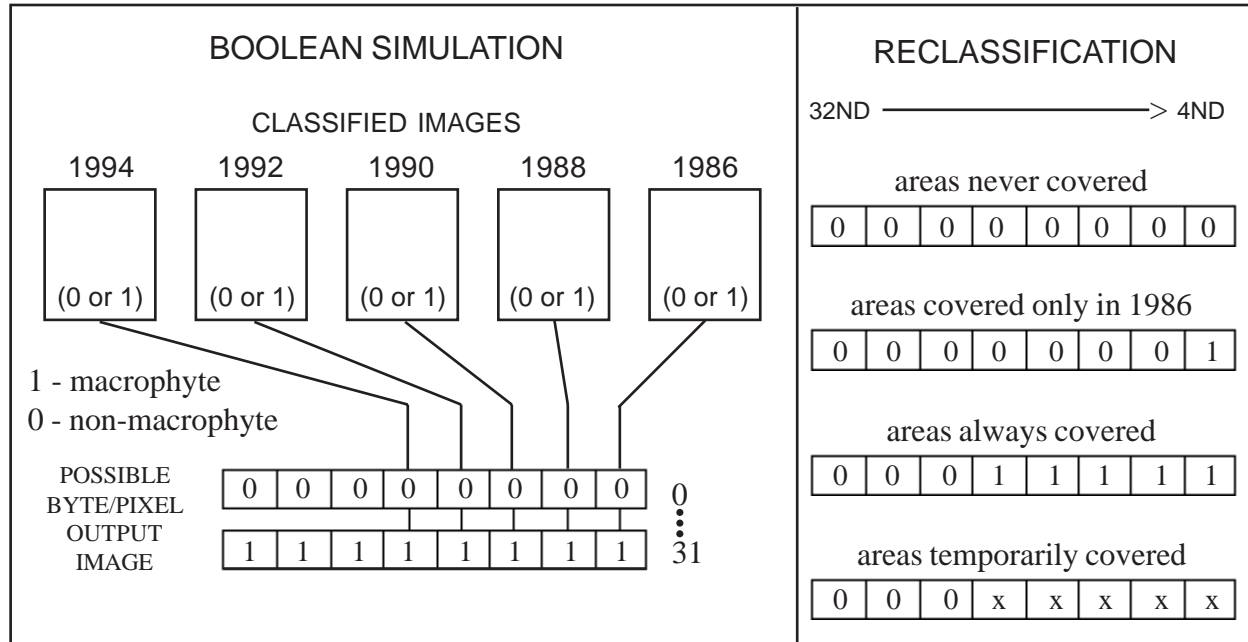 BOOLEAN SIMULATION
CLASSIFIED IMAGES
1994 1992 1990 1988 1986
(0 or 1) (0 or 1) (0 or 1) (0 or 1) (0 or 1)
1 - macrophyte
0 - non-macrophyte
POSSIBLE
BYTE/PIXEL
OUTPUT
IMAGE
0 0 0 0 0 0 0 0 0
1 1 1 1 1 1 1 1 31
RECLASSIFICATION
32ND > 4ND
areas never covered
0 0 0 0 0 0 0 0
areas covered only in 1986
0 0 0 0 0 0 0 1
areas always covered
0 0 0 1 1 1 1 1
areas temporarily covered
0 0 0 x x x x x